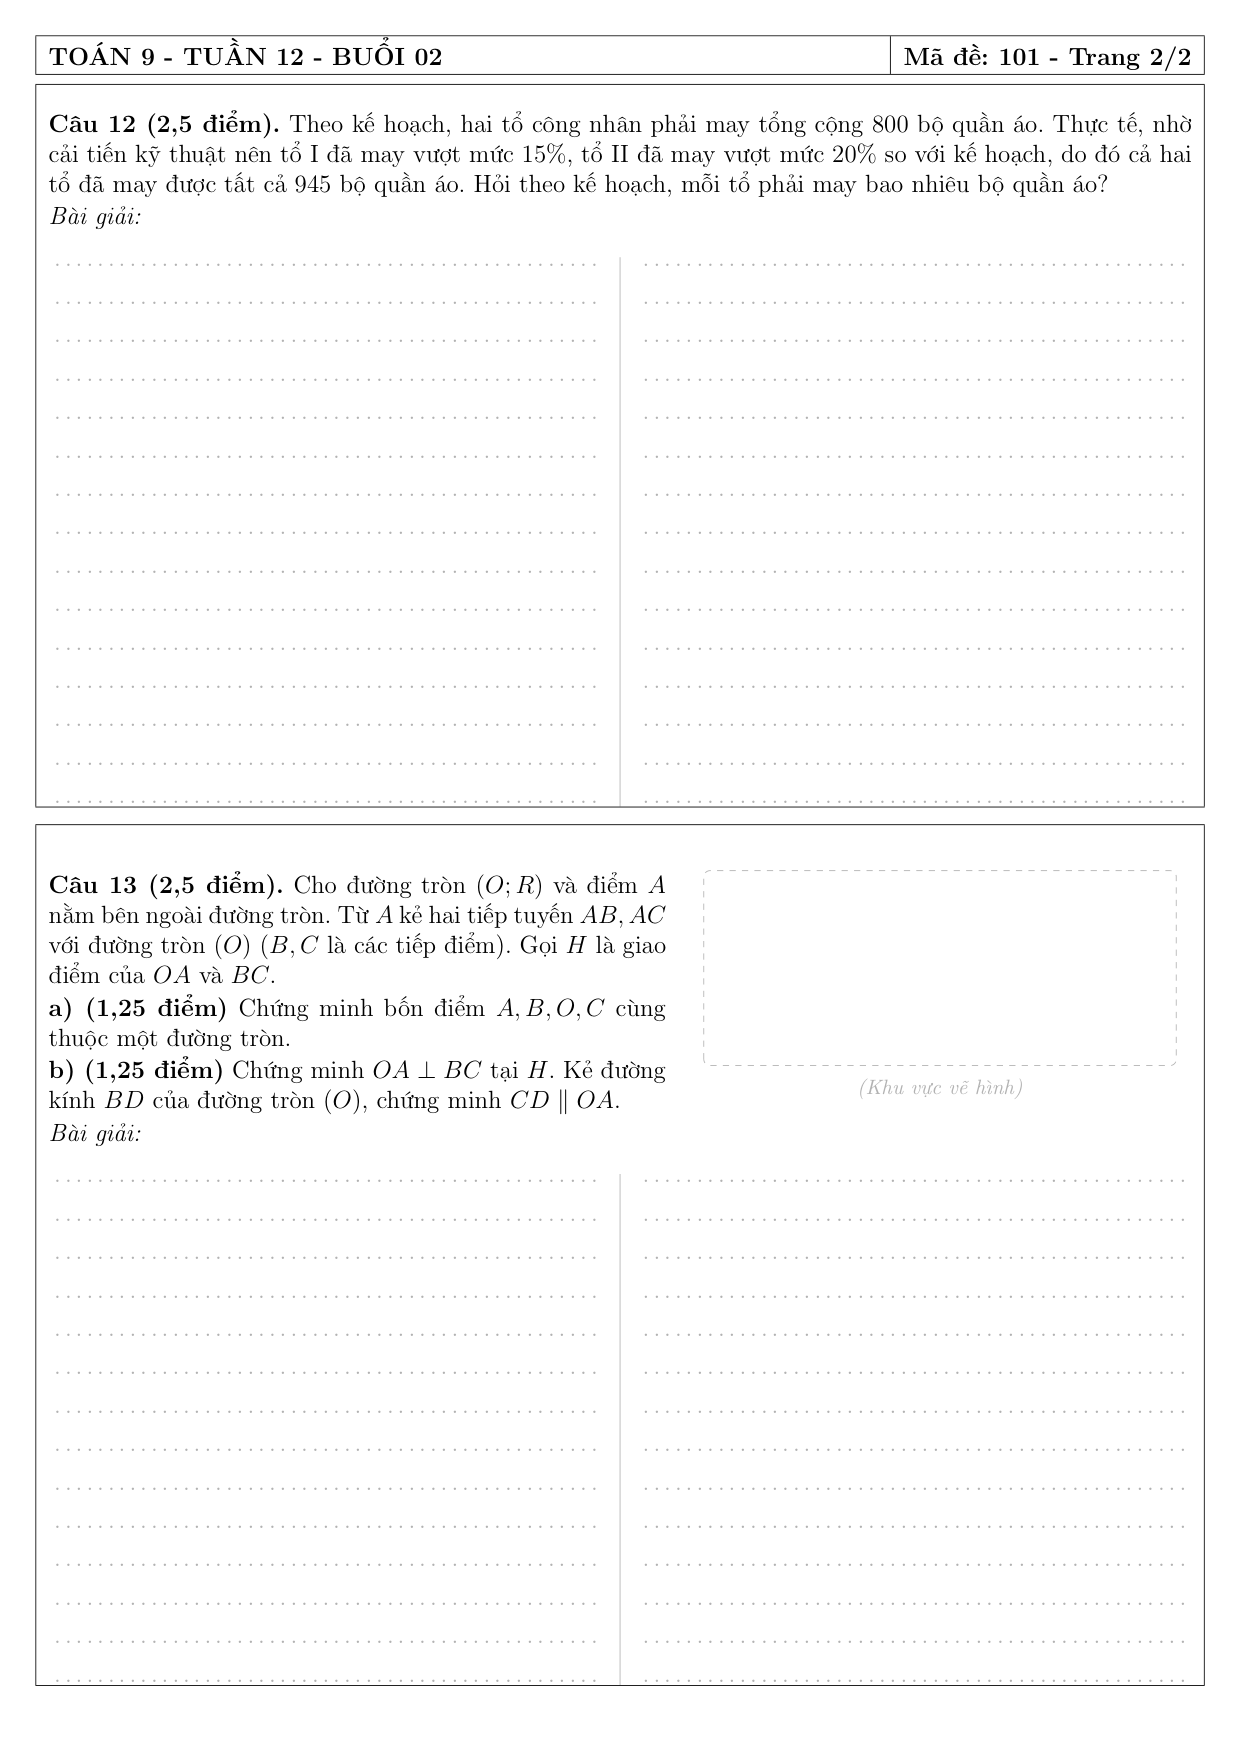 TOÁN 9 - TUẦN 12 - BUỔI 02
Mã đề: 101 - Trang 2/2
Câu 12 (2,5 điểm). Theo kế hoạch, hai tổ công nhân phải may tổng cộng 800 bộ quần áo. Thực tế, nhờ
cải tiến kỹ thuật nên tổ I đã may vượt mức 15%, tổ II đã may vượt mức 20% so với kế hoạch, do đó cả hai
tổ đã may được tất cả 945 bộ quần áo. Hỏi theo kế hoạch, mỗi tổ phải may bao nhiêu bộ quần áo?
Bài giải:
Câu 13 (2,5 điểm). Cho đường tròn (O; R) và điểm A
nằm bên ngoài đường tròn. Từ A kẻ hai tiếp tuyến AB, AC
với đường tròn (O) (B, C là các tiếp điểm). Gọi H là giao
điểm của OA và BC.
a) (1,25 điểm) Chứng minh bốn điểm A, B, O, C cùng
thuộc một đường tròn.
b) (1,25 điểm) Chứng minh OA ⊥ BC tại H. Kẻ đường
kính BD của đường tròn (O), chứng minh CD ∥ OA.
Bài giải:
(Khu vực vẽ hình)